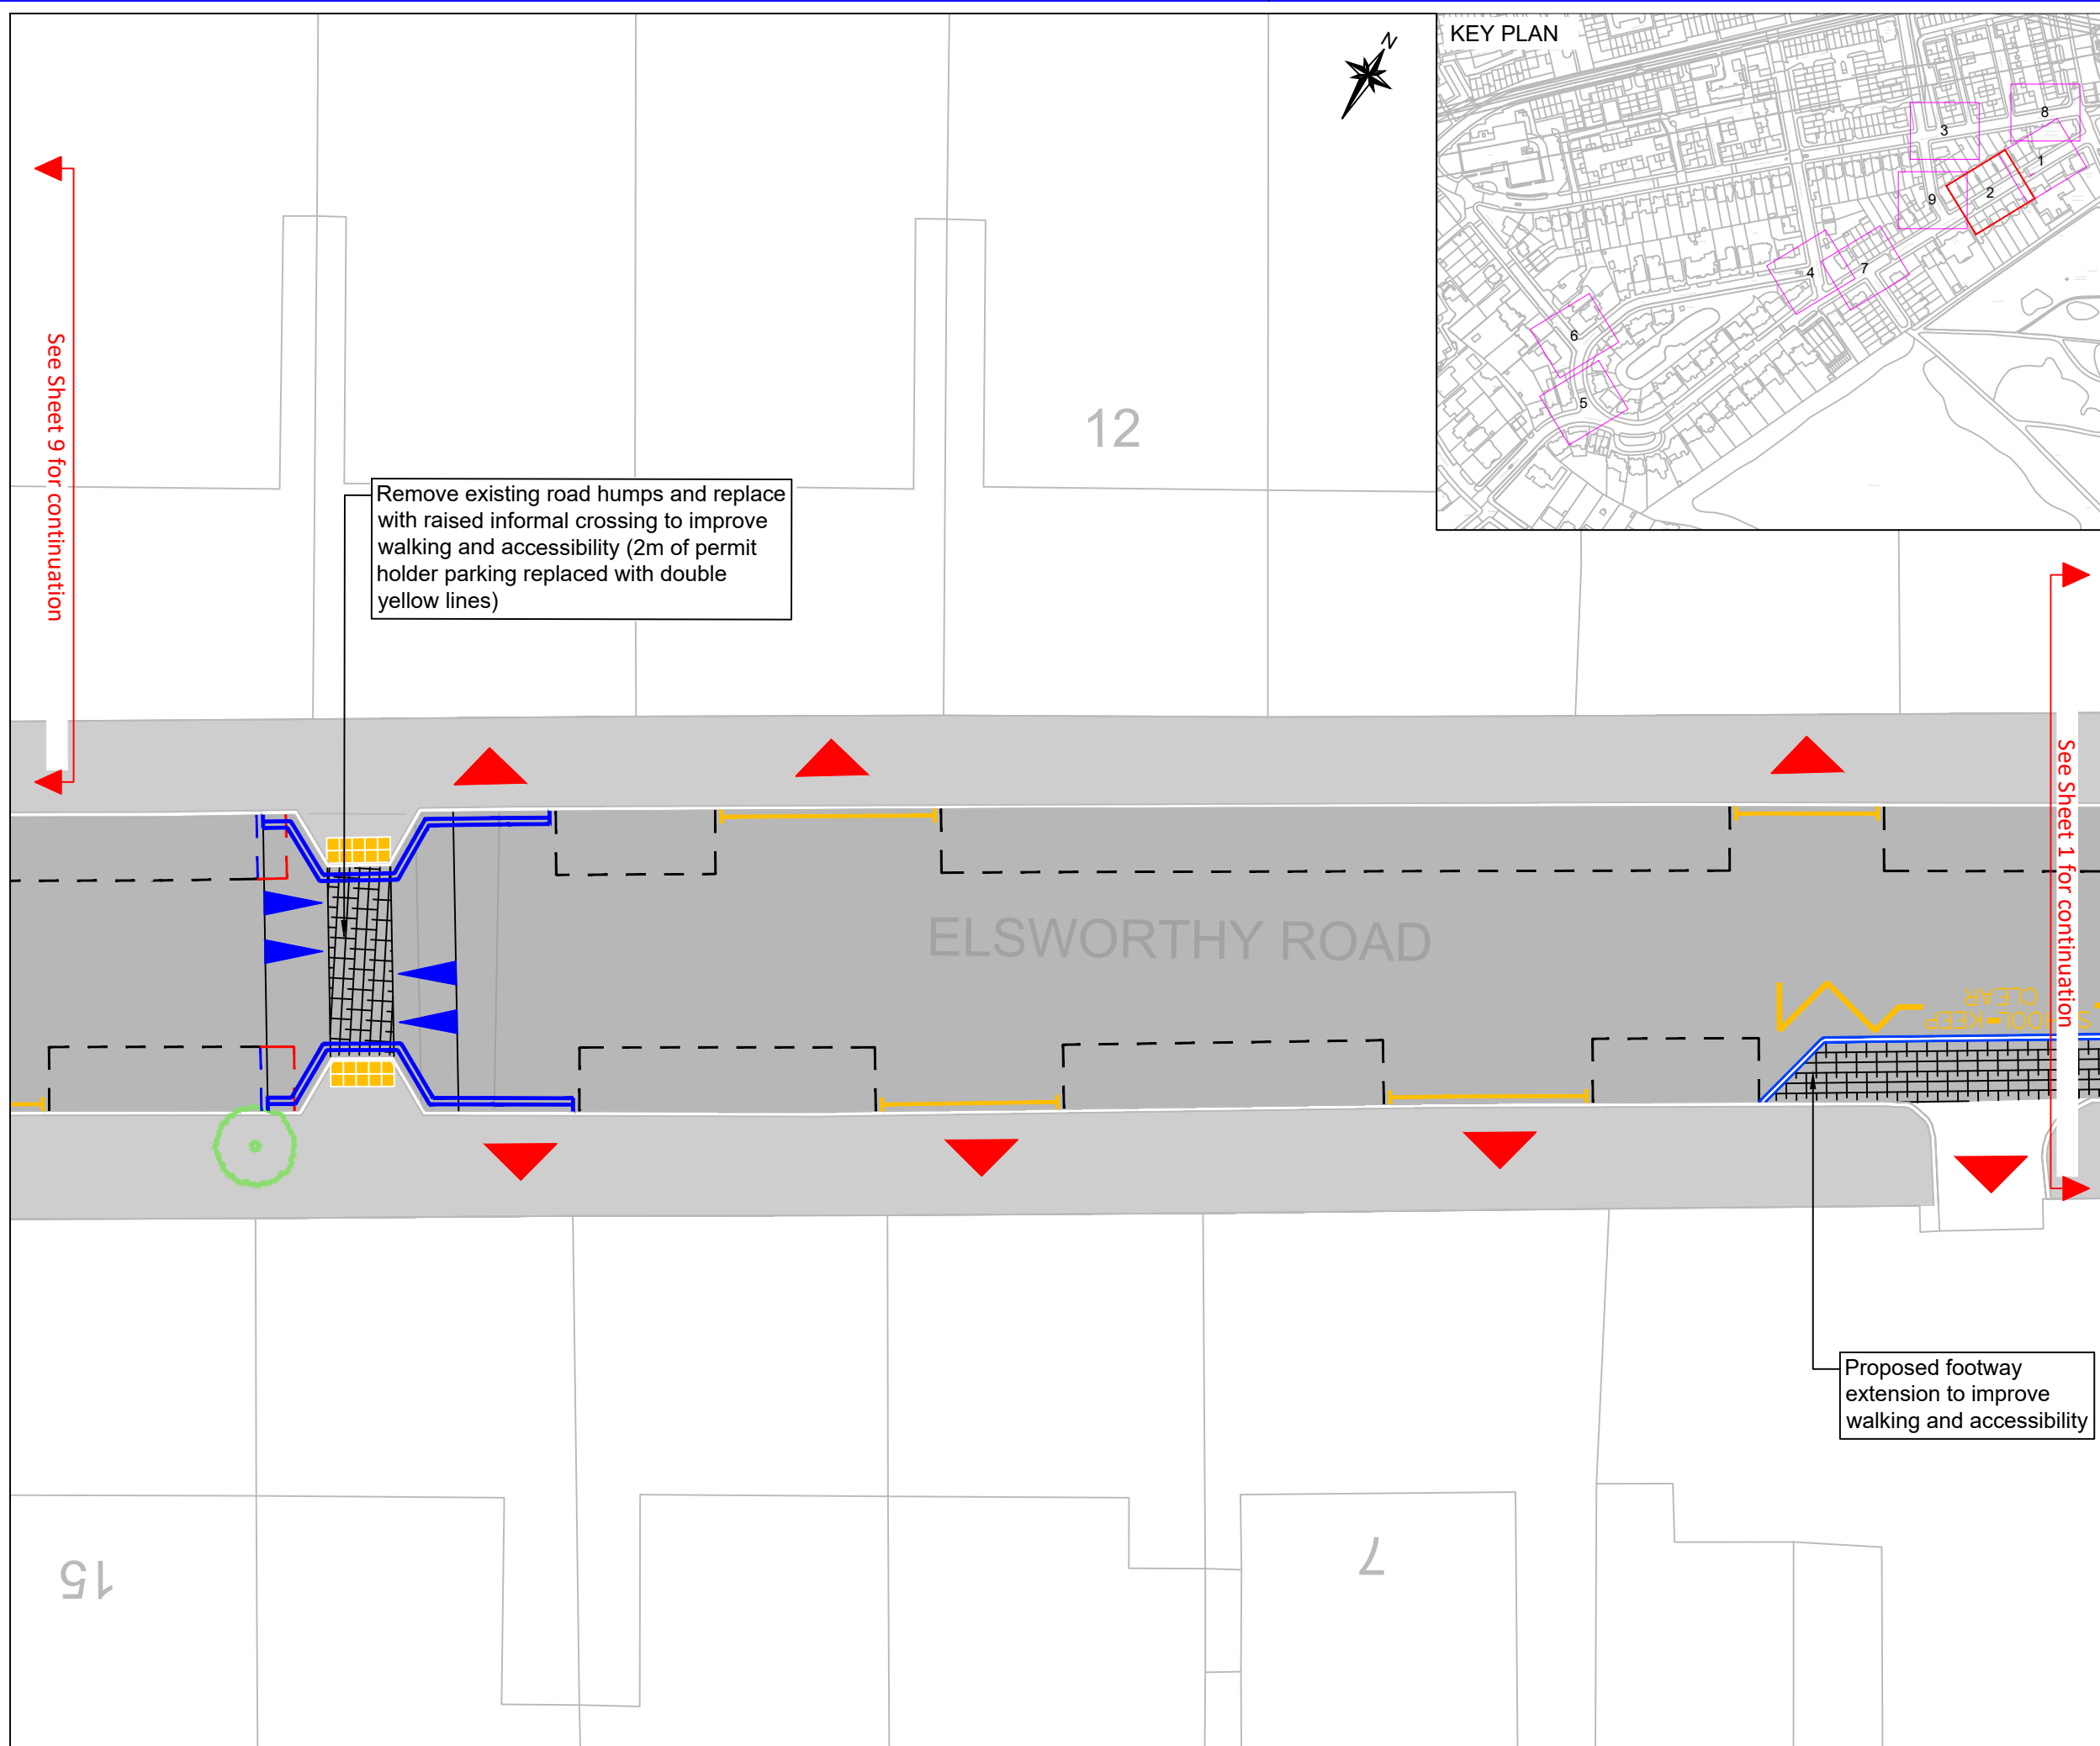 N
KEY PLAN
3
8
1
2
9
4
7
6
5
12
See Sheet 9 for continuation
Remove existing road humps and replace
with raised informal crossing to improve
walking and accessibility (2m of permit
holder parking replaced with double
yellow lines)
See Sheet 1 for continuation
ELSWORTHY ROAD
CLEAR
Proposed footway
extension to improve
walking and accessibility
15
7